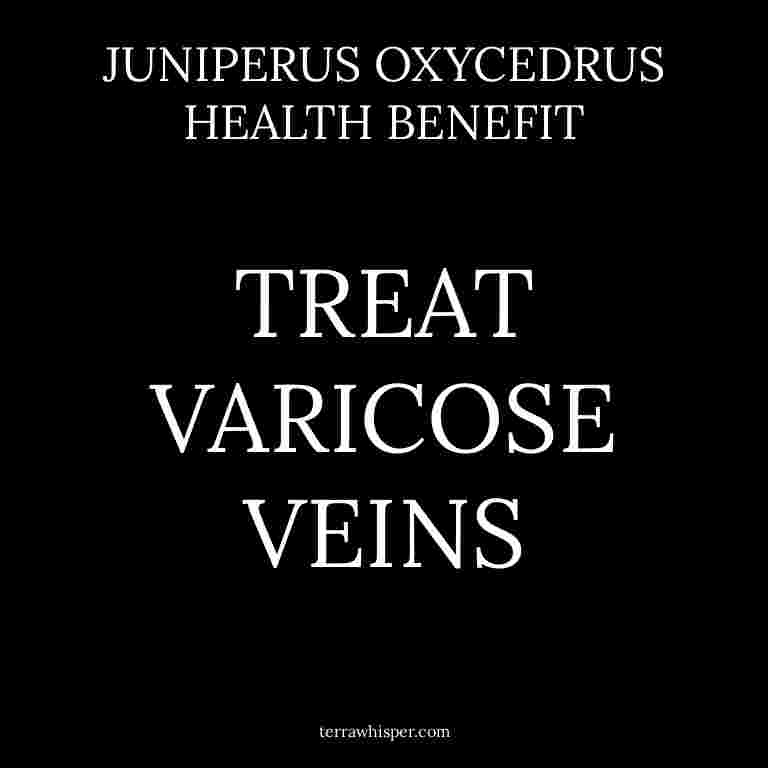 JUNIPERUS OXYCEDRUS
HEALTH BENEFIT
TREAT
VARICOSE
VEINS
terrawhisper.com